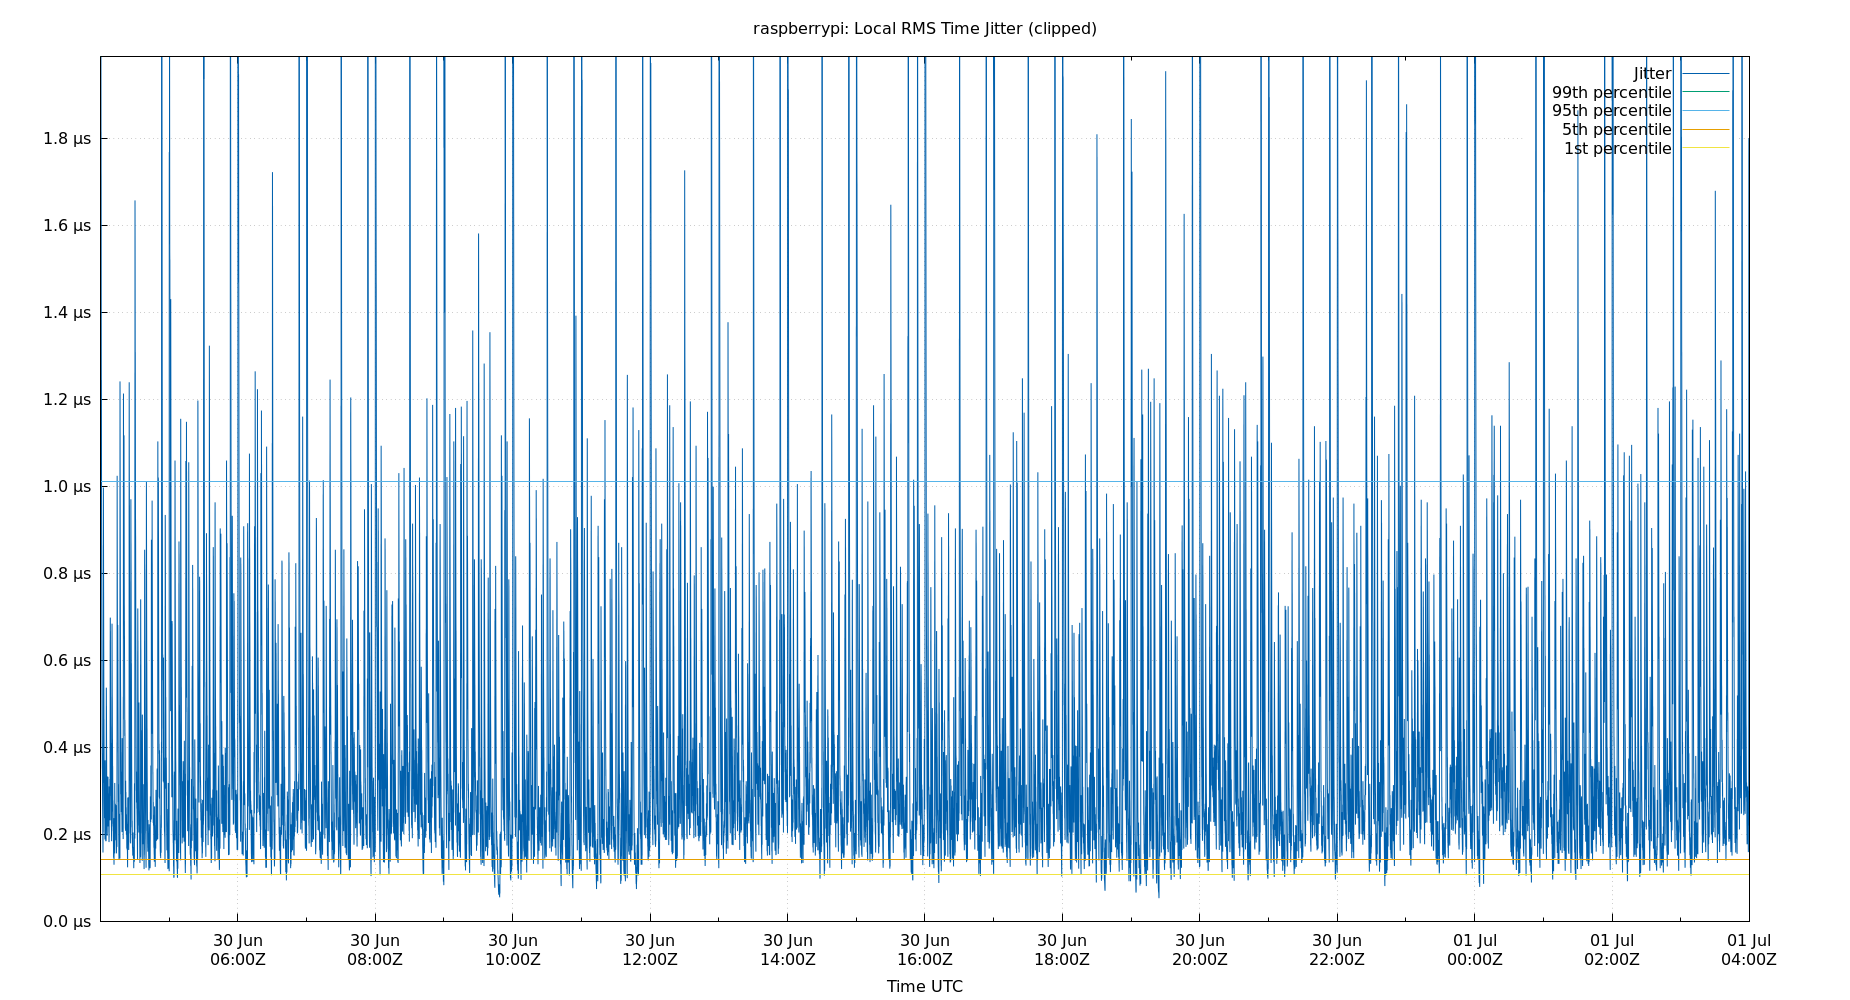 raspberrypi: Local RMS Time Jitter (clipped)
Jitter
99th percentile
95th percentile
5th percentile
1st percentile
1.8 µs
1.6 µs
1.4 µs
1.2 µs
1.0 µs
0.8 µs
0.6 µs
0.4 µs
0.2 µs
0.0 µs
30 Jun 30 Jun 30 Jun 30 Jun 30 Jun 30 Jun 30 Jun 30 Jun 30 Jun 01 Jul 01 Jul 01 Jul
06:00Z 08:00Z 10:00Z 12:00Z 14:00Z 16:00Z 18:00Z 20:00Z 22:00Z 00:00Z 02:00Z 04:00Z
Time UTC